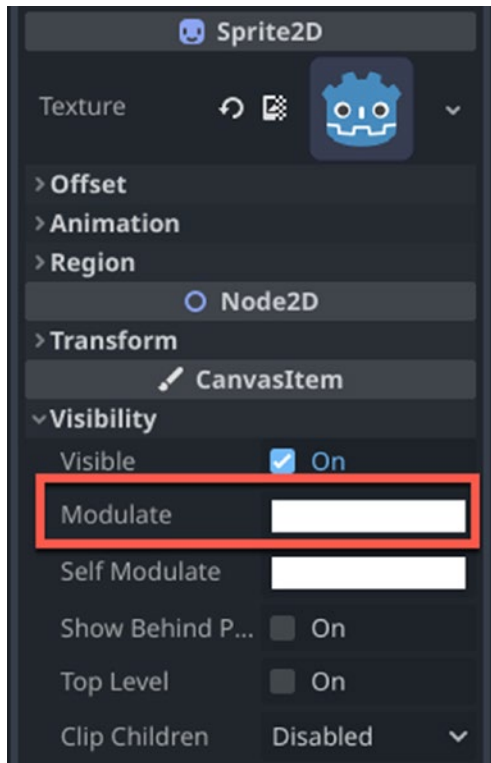 Sprite2D
Texture
Offset
Animation
Region
Node2D
Transform
CanvasItem
Visibility
Visible On
Modulate
Self Modulate
Show Behind P... On
Top Level On
Clip Children Disabled